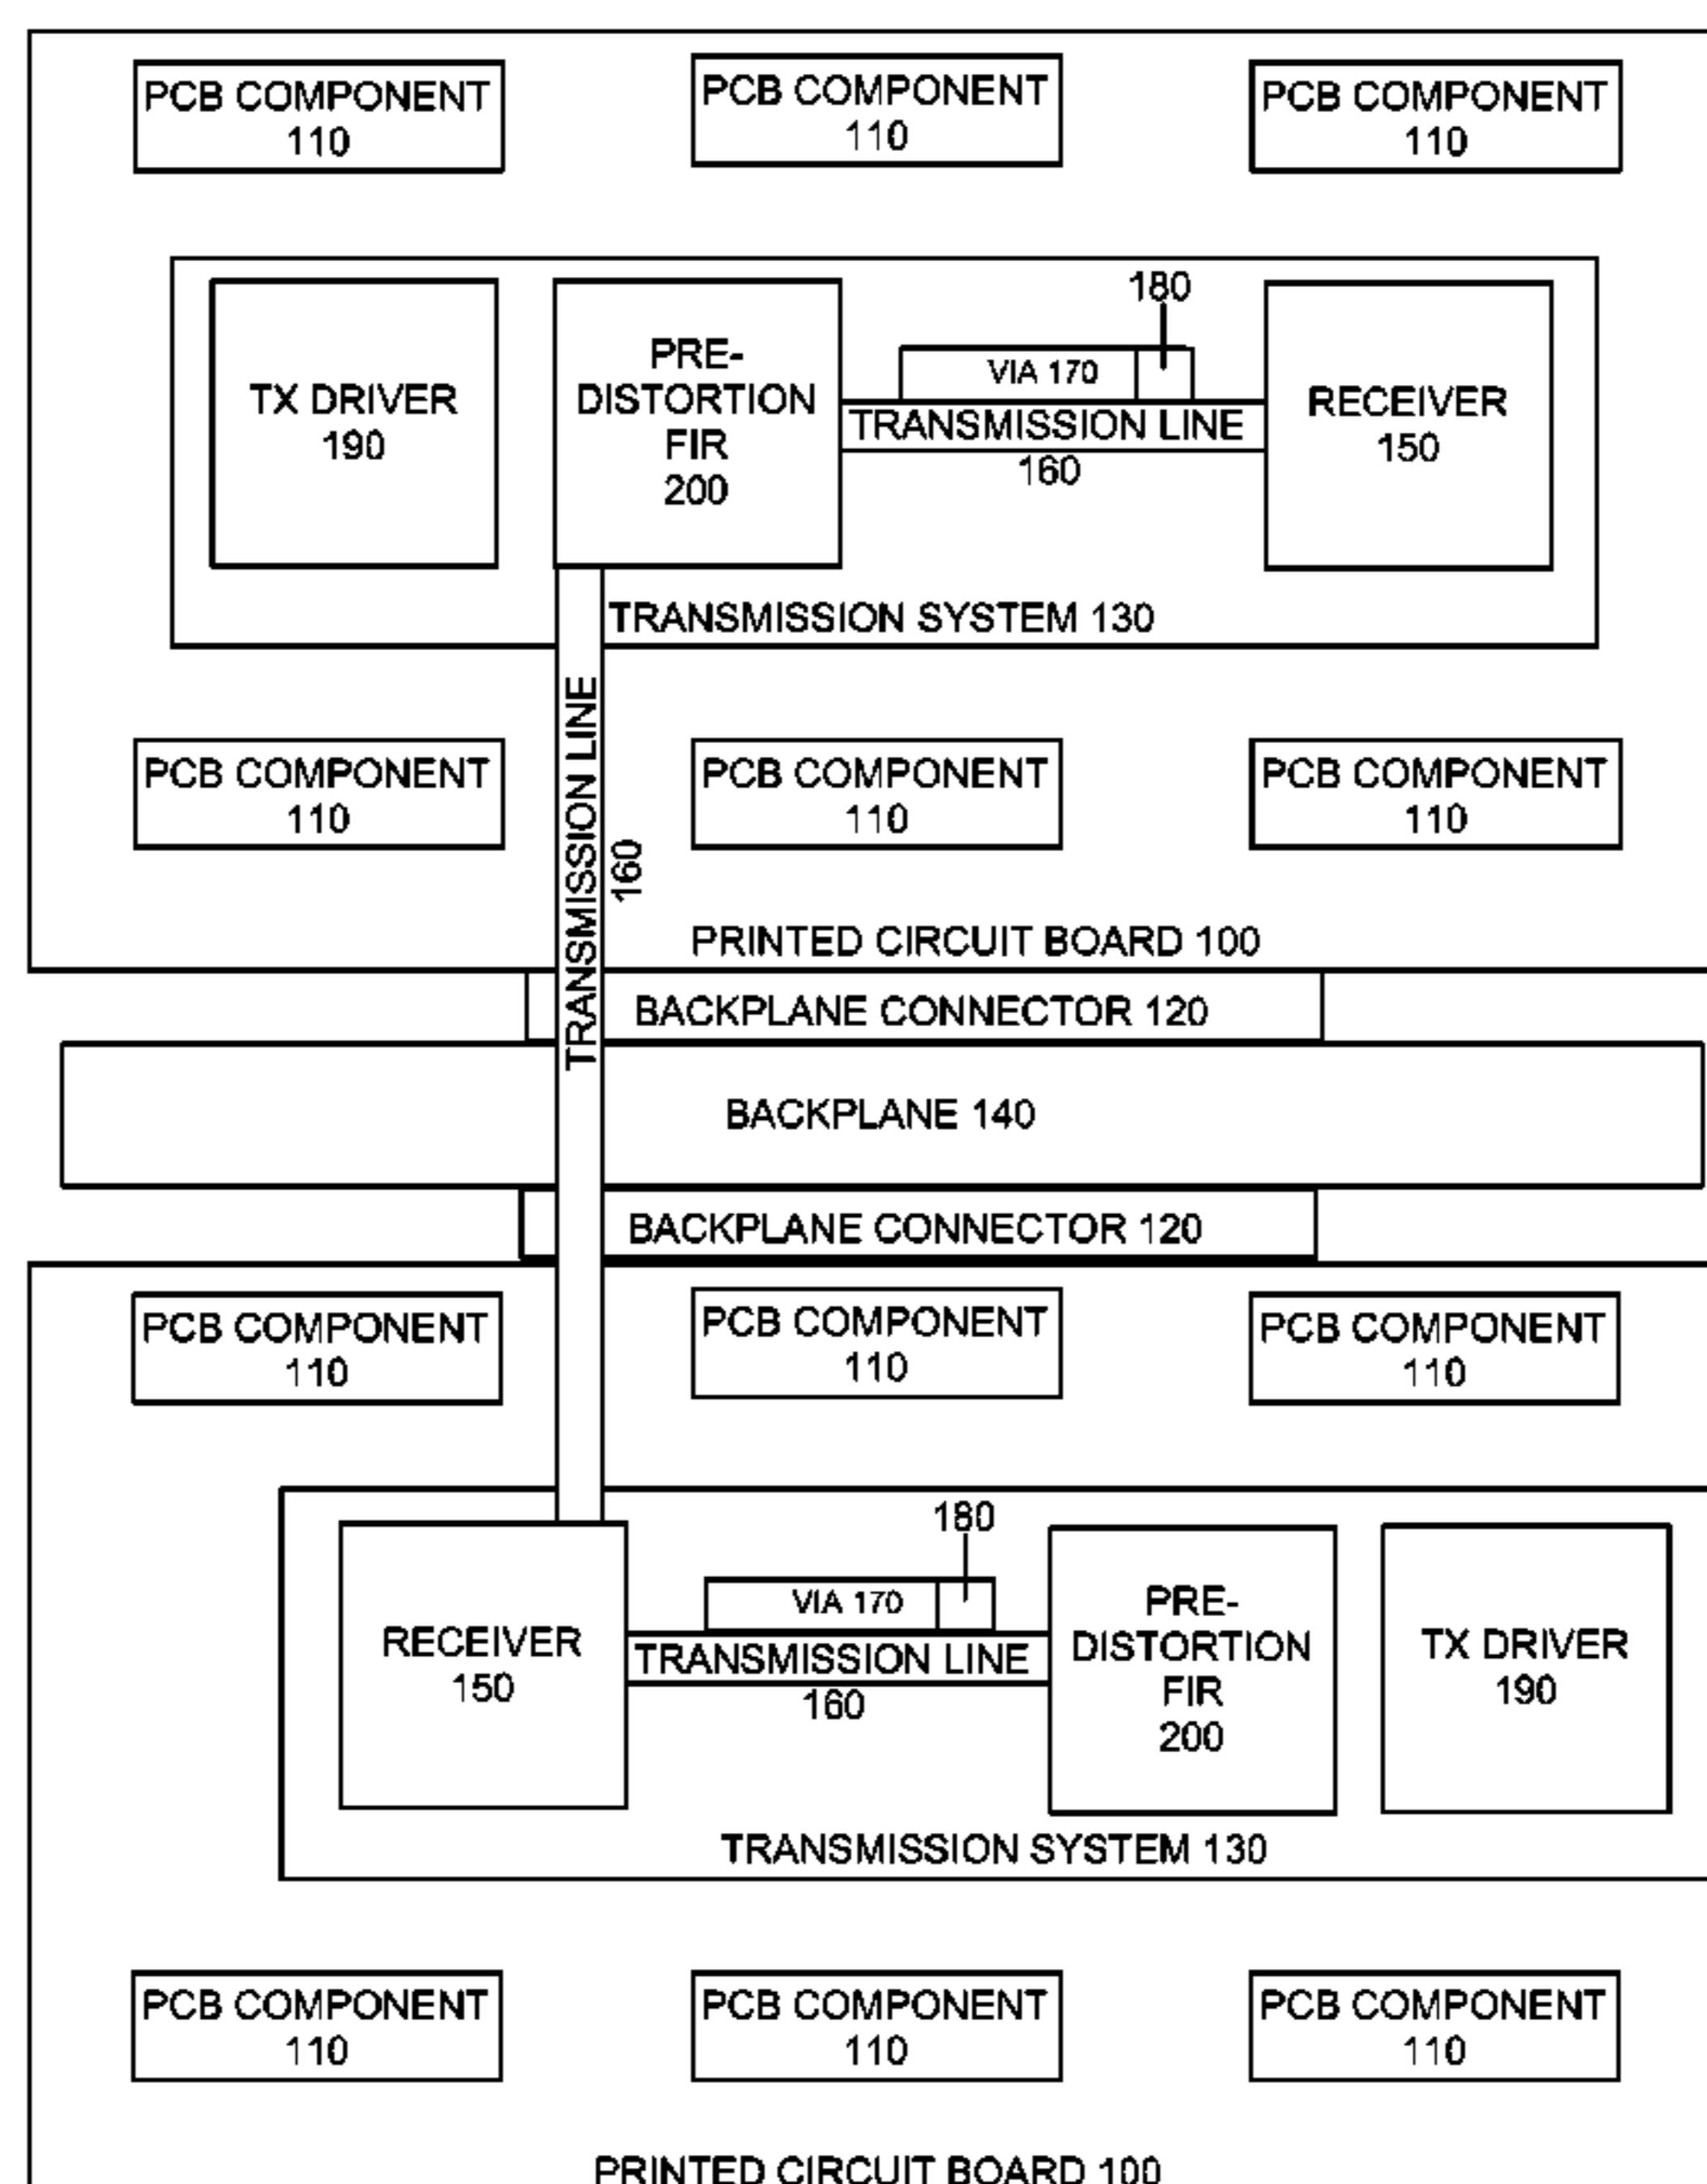 PCB COMPONENT
110
PCB COMPONENT
110
PCB COMPONENT
110
TX DRIVER
190
PRE-
DISTORTION
FIR
200
180
VIA 170
TRANSMISSION LINE
160
RECEIVER
150
TRANSMISSION SYSTEM 130
TRANSMISSION LINE
160
PCB COMPONENT
110
PCB COMPONENT
110
PCB COMPONENT
110
PRINTED CIRCUIT BOARD 100
BACKPLANE CONNECTOR 120
BACKPLANE 140
BACKPLANE CONNECTOR 120
PCB COMPONENT
110
PCB COMPONENT
110
PCB COMPONENT
110
RECEIVER
150
180
VIA 170
TRANSMISSION LINE
160
PRE-
DISTORTION
FIR
200
TX DRIVER
190
TRANSMISSION SYSTEM 130
PCB COMPONENT
110
PCB COMPONENT
110
PCB COMPONENT
110
PRINTED CIRCUIT BOARD 100